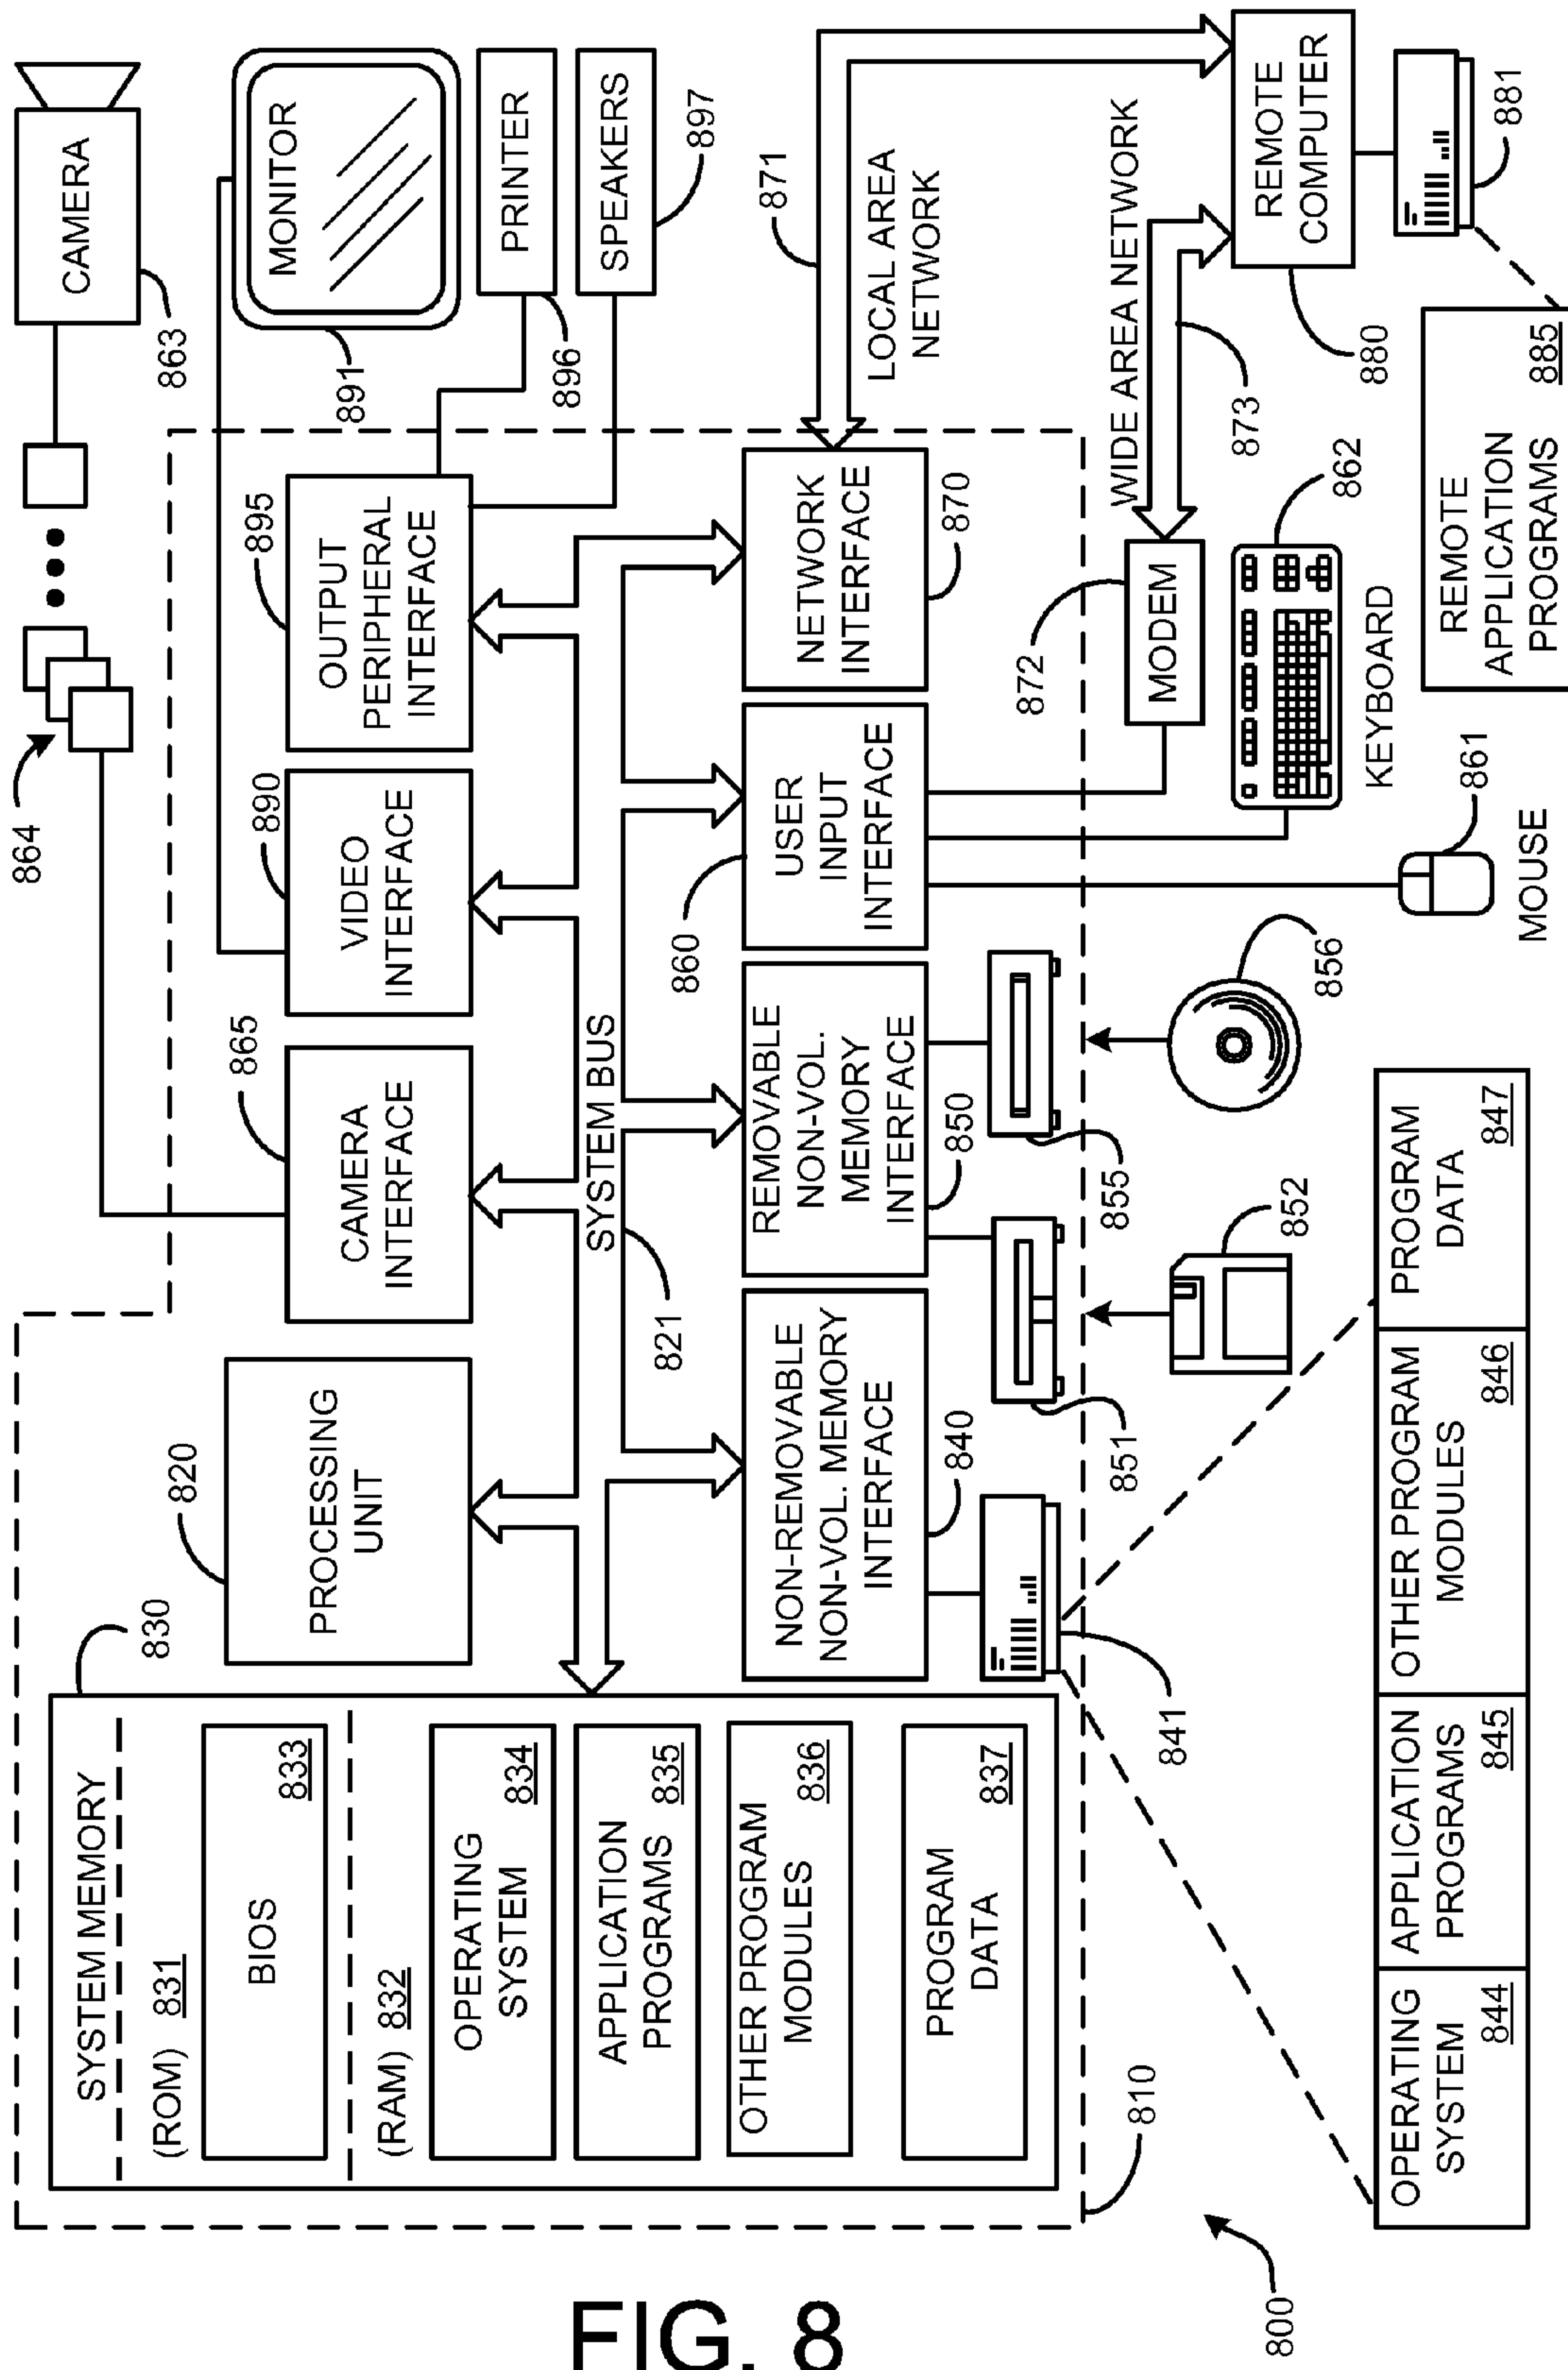 CAMERA
863
864
MONITOR
891
PRINTER
896
SPEAKERS
897
810
SYSTEM MEMORY
830
(ROM) 831
BIOS
833
(RAM) 832
OPERATING
SYSTEM
834
APPLICATION
PROGRAMS
835
OTHER PROGRAM
MODULES
836
PROGRAM
DATA
837
820
PROCESSING
UNIT
865
CAMERA
INTERFACE
890
VIDEO
INTERFACE
895
OUTPUT
PERIPHERAL
INTERFACE
SYSTEM BUS
821
NON-REMOVABLE
NON-VOL. MEMORY
INTERFACE
840
REMOVABLE
NON-VOL.
MEMORY
INTERFACE
850
860
USER
INPUT
INTERFACE
NETWORK
INTERFACE
870
871
LOCAL AREA
NETWORK
841
851
855
852
856
872
MODEM
WIDE AREA NETWORK
873
862
KEYBOARD
861
MOUSE
REMOTE
COMPUTER
880
881
REMOTE
APPLICATION
PROGRAMS
885
OPERATING
SYSTEM
844
APPLICATION
PROGRAMS
845
OTHER PROGRAM
MODULES
846
PROGRAM
DATA
847
800
FIG. 8